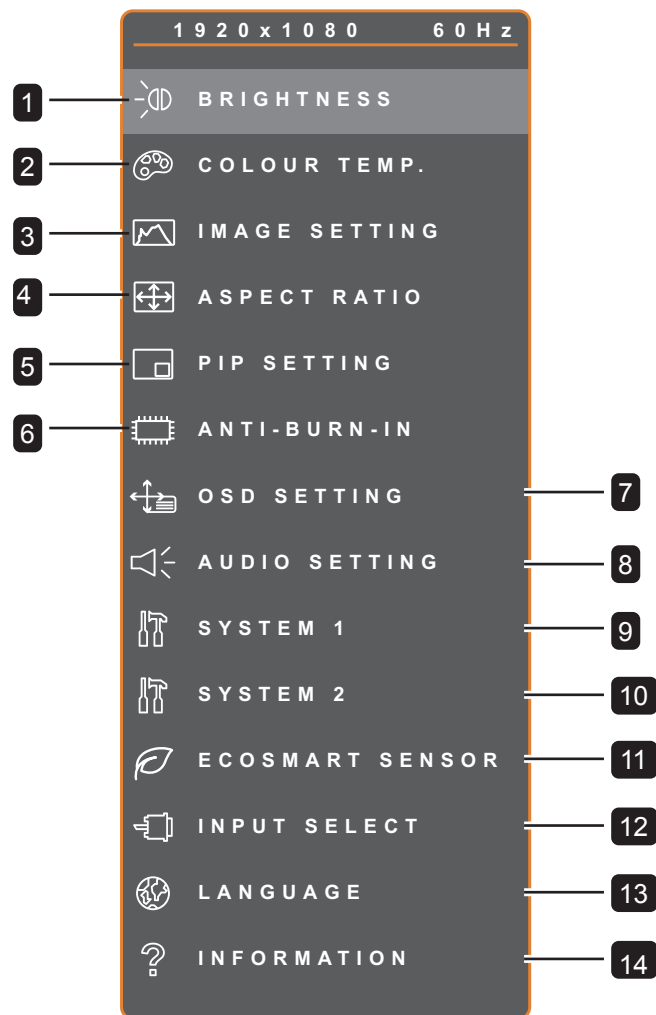 1920x1080 60Hz
1 BRIGHTNESS
2 COLOUR TEMP.
3 IMAGE SETTING
4 ASPECT RATIO
5 PIP SETTING
6 ANTI-BURN-IN
OSD SETTING 7
AUDIO SETTING 8
SYSTEM 1 9
SYSTEM 2 10
ECOSMART SENSOR 11
INPUT SELECT 12
LANGUAGE 13
? INFORMATION 14